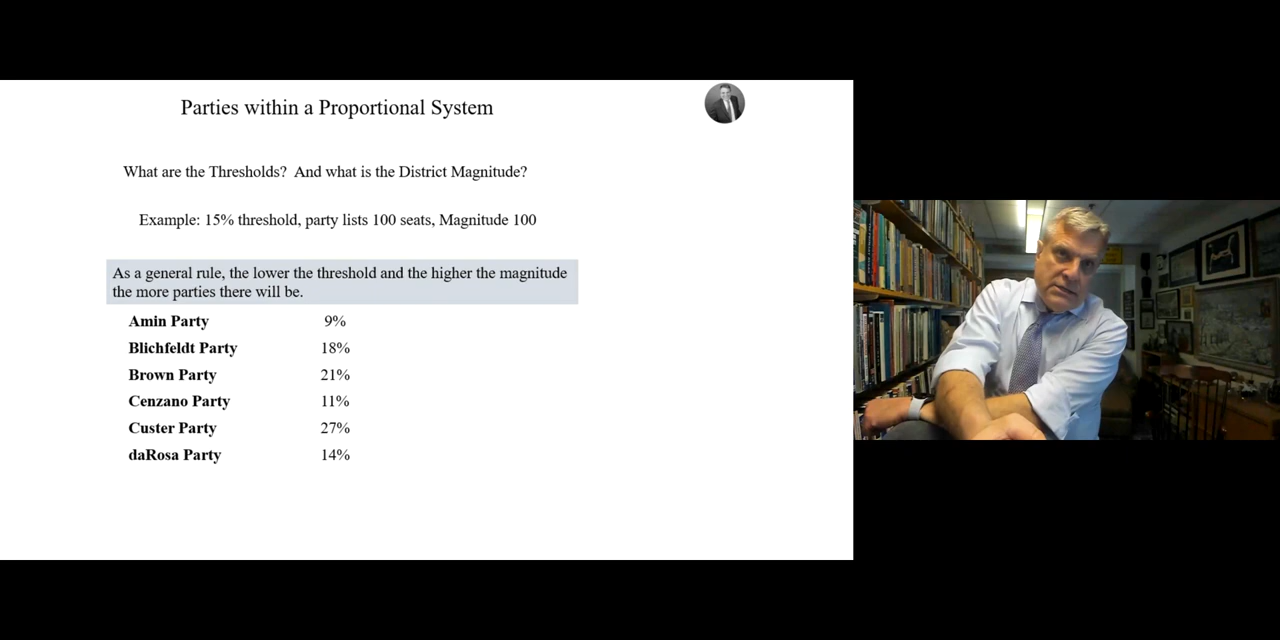 Parties within a Proportional System
What are the Thresholds? And what is the District Magnitude?
Example: 15% threshold, party lists 100 seats, Magnitude 100
As a general rule, the lower the threshold and the higher the magnitude
the more parties there will be.
Amin Party 9%
Blichfeldt Party 18%
Brown Party 21%
Cenzano Party 11%
Custer Party 27%
daRosa Party 14%